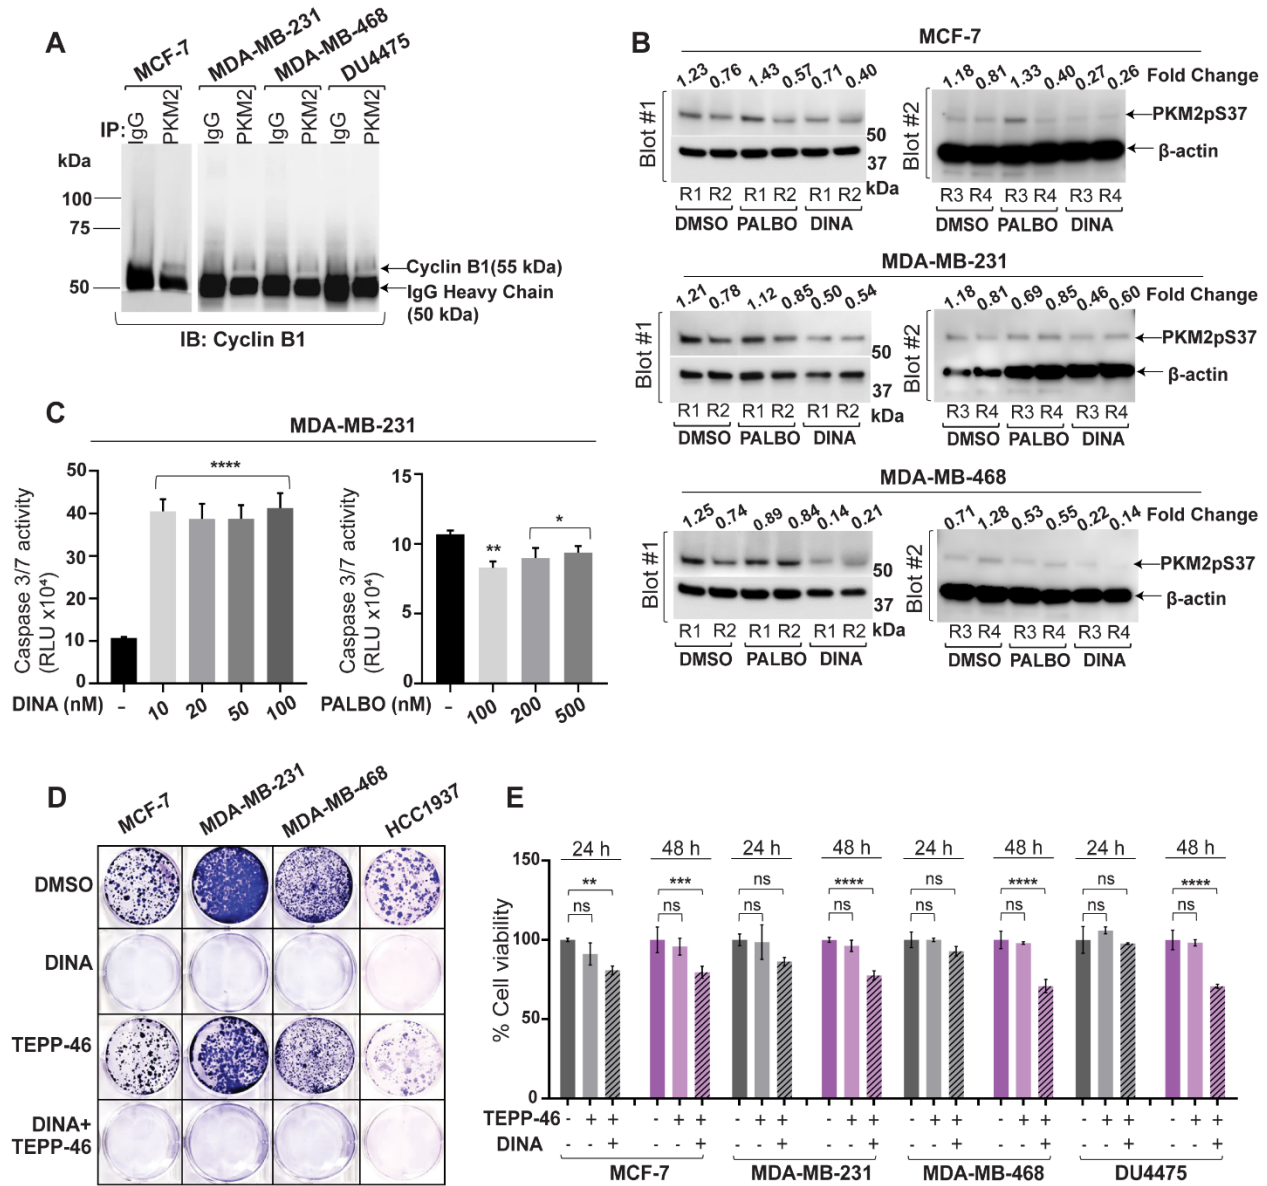 A
MCF-7 MDA-MB-231 MDA-MB-468 DU4475
IP: IgG PKM2 IgG PKM2 IgG PKM2 IgG PKM2
kDa
100
75
50
Cyclin B1(55 kDa)
IgG Heavy Chain
(50 kDa)
IB: Cyclin B1
B
MCF-7
1.23 0.76 1.43 0.57 0.71 0.40
1.18 0.81 1.33 0.40 0.27 0.26 Fold Change
Blot #1
50
37
kDa
Blot #2
PKM2pS37
β-actin
R1 R2 R1 R2 R1 R2
DMSO PALBO DINA
R3 R4 R3 R4 R3 R4
DMSO PALBO DINA
MDA-MB-231
1.21 0.78 1.12 0.85 0.50 0.54
1.18 0.81 0.69 0.85 0.46 0.60 Fold Change
Blot #1
50
37
kDa
Blot #2
PKM2pS37
β-actin
R1 R2 R1 R2 R1 R2
DMSO PALBO DINA
R3 R4 R3 R4 R3 R4
DMSO PALBO DINA
MDA-MB-468
1.25 0.74 0.89 0.84 0.14 0.21
0.71 1.28 0.53 0.55 0.22 0.14 Fold Change
Blot #1
50
37
kDa
Blot #2
PKM2pS37
β-actin
R1 R2 R1 R2 R1 R2
DMSO PALBO DINA
R3 R4 R3 R4 R3 R4
DMSO PALBO DINA
C
MDA-MB-231
Caspase 3/7 activity
(RLU x10⁴)
50
40
30
20
10
0
****
DINA (nM) – 10 20 50 100
Caspase 3/7 activity
(RLU x10⁴)
15
10
5
0
**
*
PALBO (nM) – 100 200 500
D
MCF-7 MDA-MB-231 MDA-MB-468 HCC1937
DMSO
DINA
TEPP-46
DINA+
TEPP-46
E
% Cell viability
150
100
50
0
24 h 48 h 24 h 48 h 24 h 48 h 24 h 48 h
** *** ns **** ns **** ns ****
ns ns ns ns ns ns ns ns
TEPP-46 - + + - + + - + + - + + - + + - + + - + + - + +
DINA - - + - - + - - + - - + - - + - - + - - + - - +
MCF-7 MDA-MB-231 MDA-MB-468 DU4475